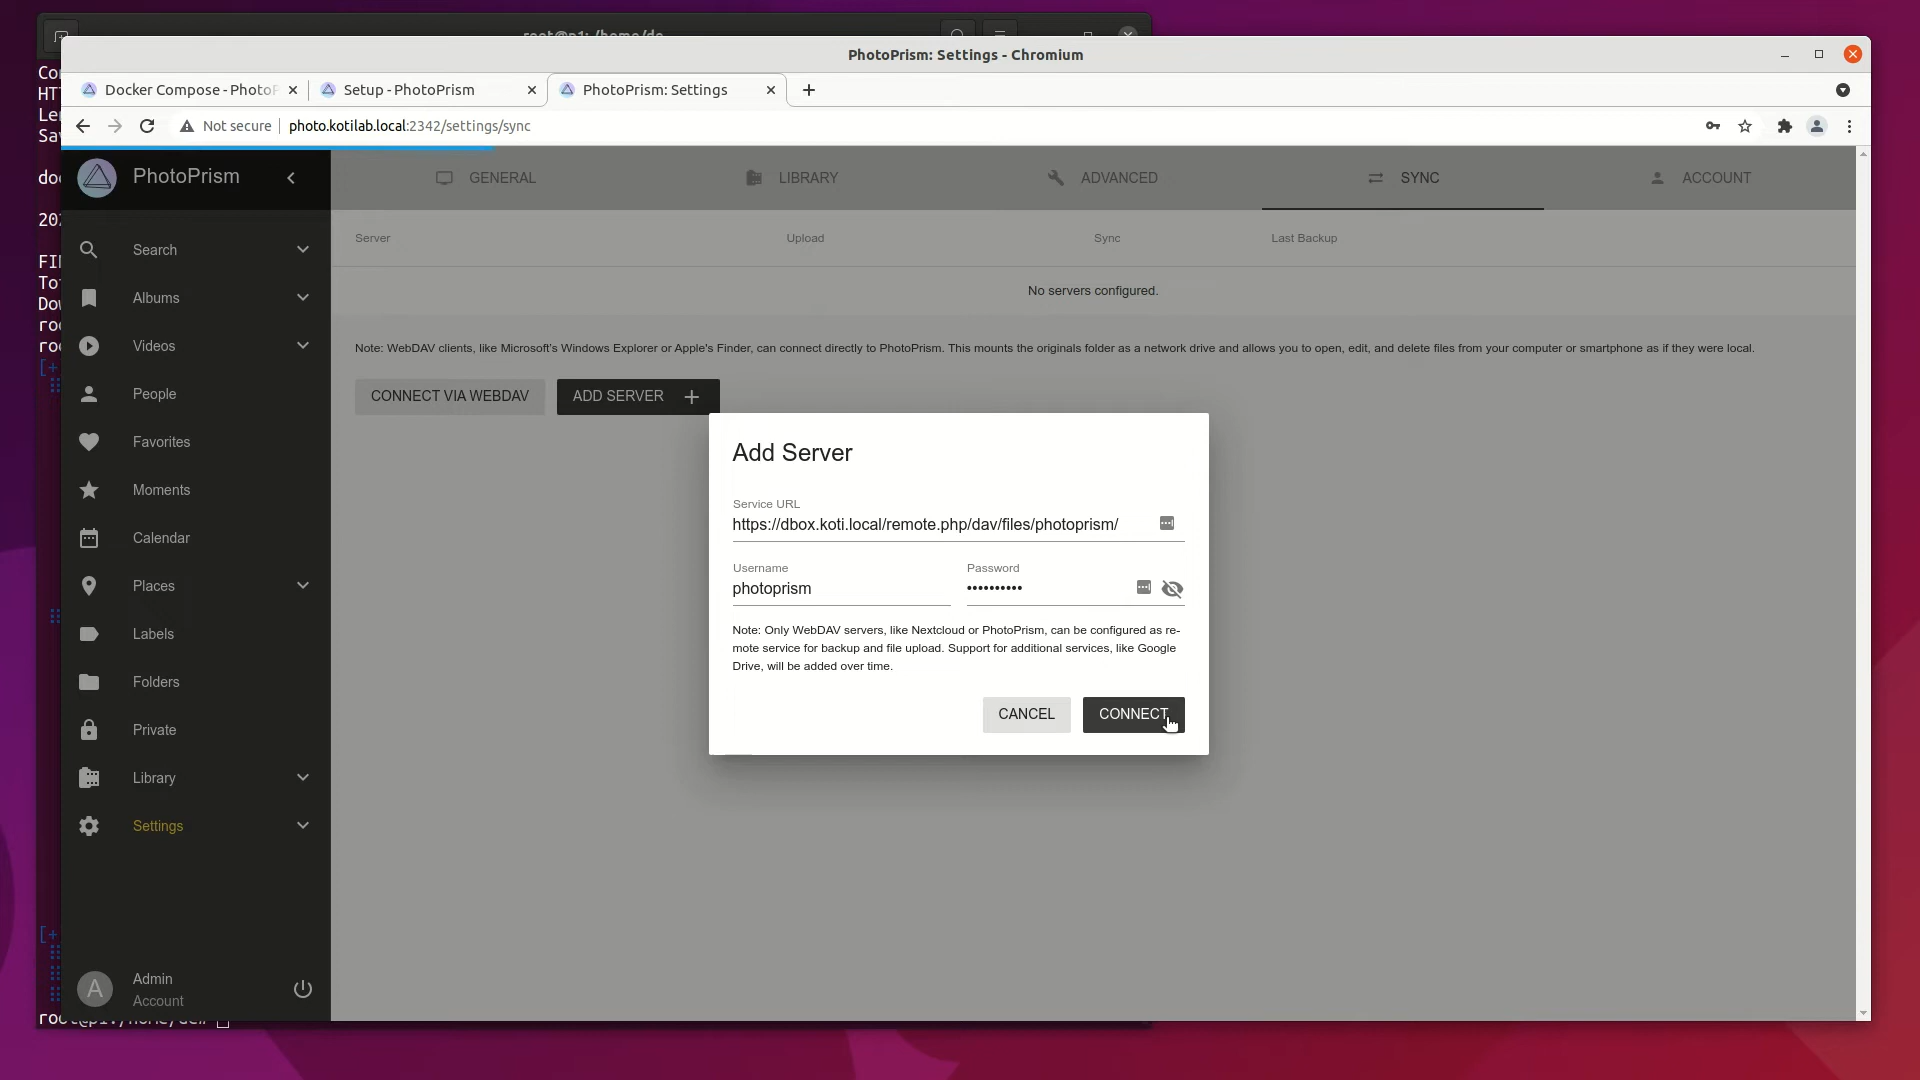 PhotoPrism: Settings - Chromium
Docker Compose - PhotoP
Setup - PhotoPrism
PhotoPrism: Settings
Not secure
photo.kotilab.local:2342/settings/sync
PhotoPrism
GENERAL
LIBRARY
ADVANCED
SYNC
ACCOUNT
Search
Albums
Videos
People
Favorites
Moments
Calendar
Places
Labels
Folders
Private
Library
Settings
A
Admin
Account
Server
Upload
Sync
Last Backup
No servers configured.
Note: WebDAV clients, like Microsoft's Windows Explorer or Apple's Finder, can connect directly to PhotoPrism. This mounts the originals folder as a network drive and allows you to open, edit, and delete files from your computer or smartphone as if they were local.
CONNECT VIA WEBDAV
ADD SERVER
Add Server
Service URL
https://dbox.koti.local/remote.php/dav/files/photoprism/
Username
photoprism
Password
••••••••••
Note: Only WebDAV servers, like Nextcloud or PhotoPrism, can be configured as re-
mote service for backup and file upload. Support for additional services, like Google
Drive, will be added over time.
CANCEL
CONNECT